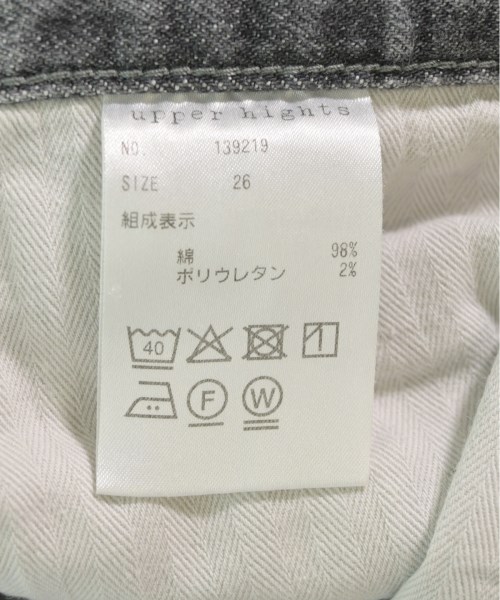 upper hights
NO. 139219
SIZE 26
組成表示
綿 98%
ポリウレタン 2%
40
F W